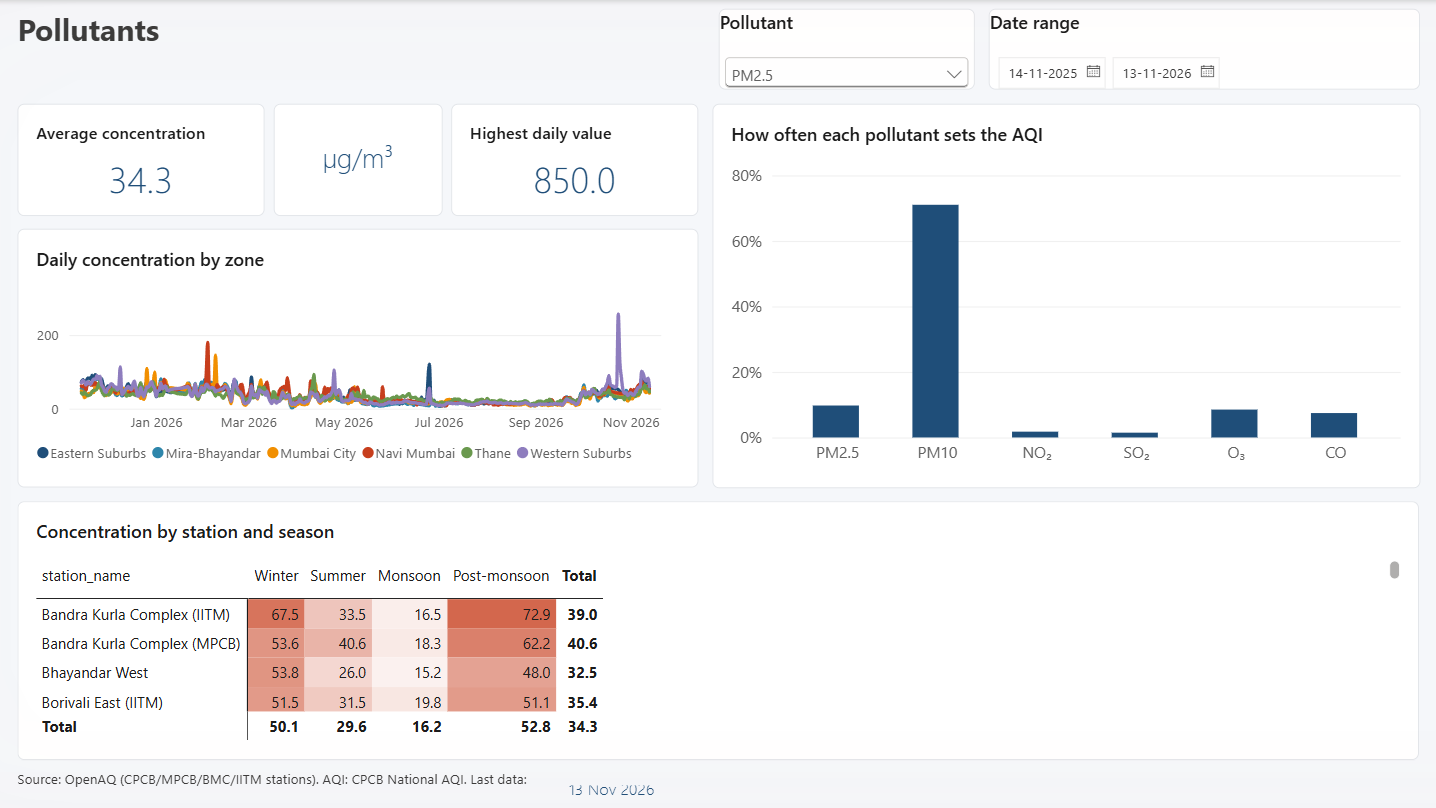 Pollutants
Pollutant
PM2.5
Date range
14-11-2025 13-11-2026
Average concentration
34.3
µg/m³
Highest daily value
850.0
How often each pollutant sets the AQI
80%
60%
40%
20%
0%
PM2.5 PM10 NO₂ SO₂ O₃ CO
Daily concentration by zone
200
0
Jan 2026 Mar 2026 May 2026 Jul 2026 Sep 2026 Nov 2026
Eastern Suburbs Mira-Bhayandar Mumbai City Navi Mumbai Thane Western Suburbs
Concentration by station and season
station_name Winter Summer Monsoon Post-monsoon Total
Bandra Kurla Complex (IITM) 67.5 33.5 16.5 72.9 39.0
Bandra Kurla Complex (MPCB) 53.6 40.6 18.3 62.2 40.6
Bhayandar West 53.8 26.0 15.2 48.0 32.5
Borivali East (IITM) 51.5 31.5 19.8 51.1 35.4
Total 50.1 29.6 16.2 52.8 34.3
Source: OpenAQ (CPCB/MPCB/BMC/IITM stations). AQI: CPCB National AQI. Last data:
13 Nov 2026